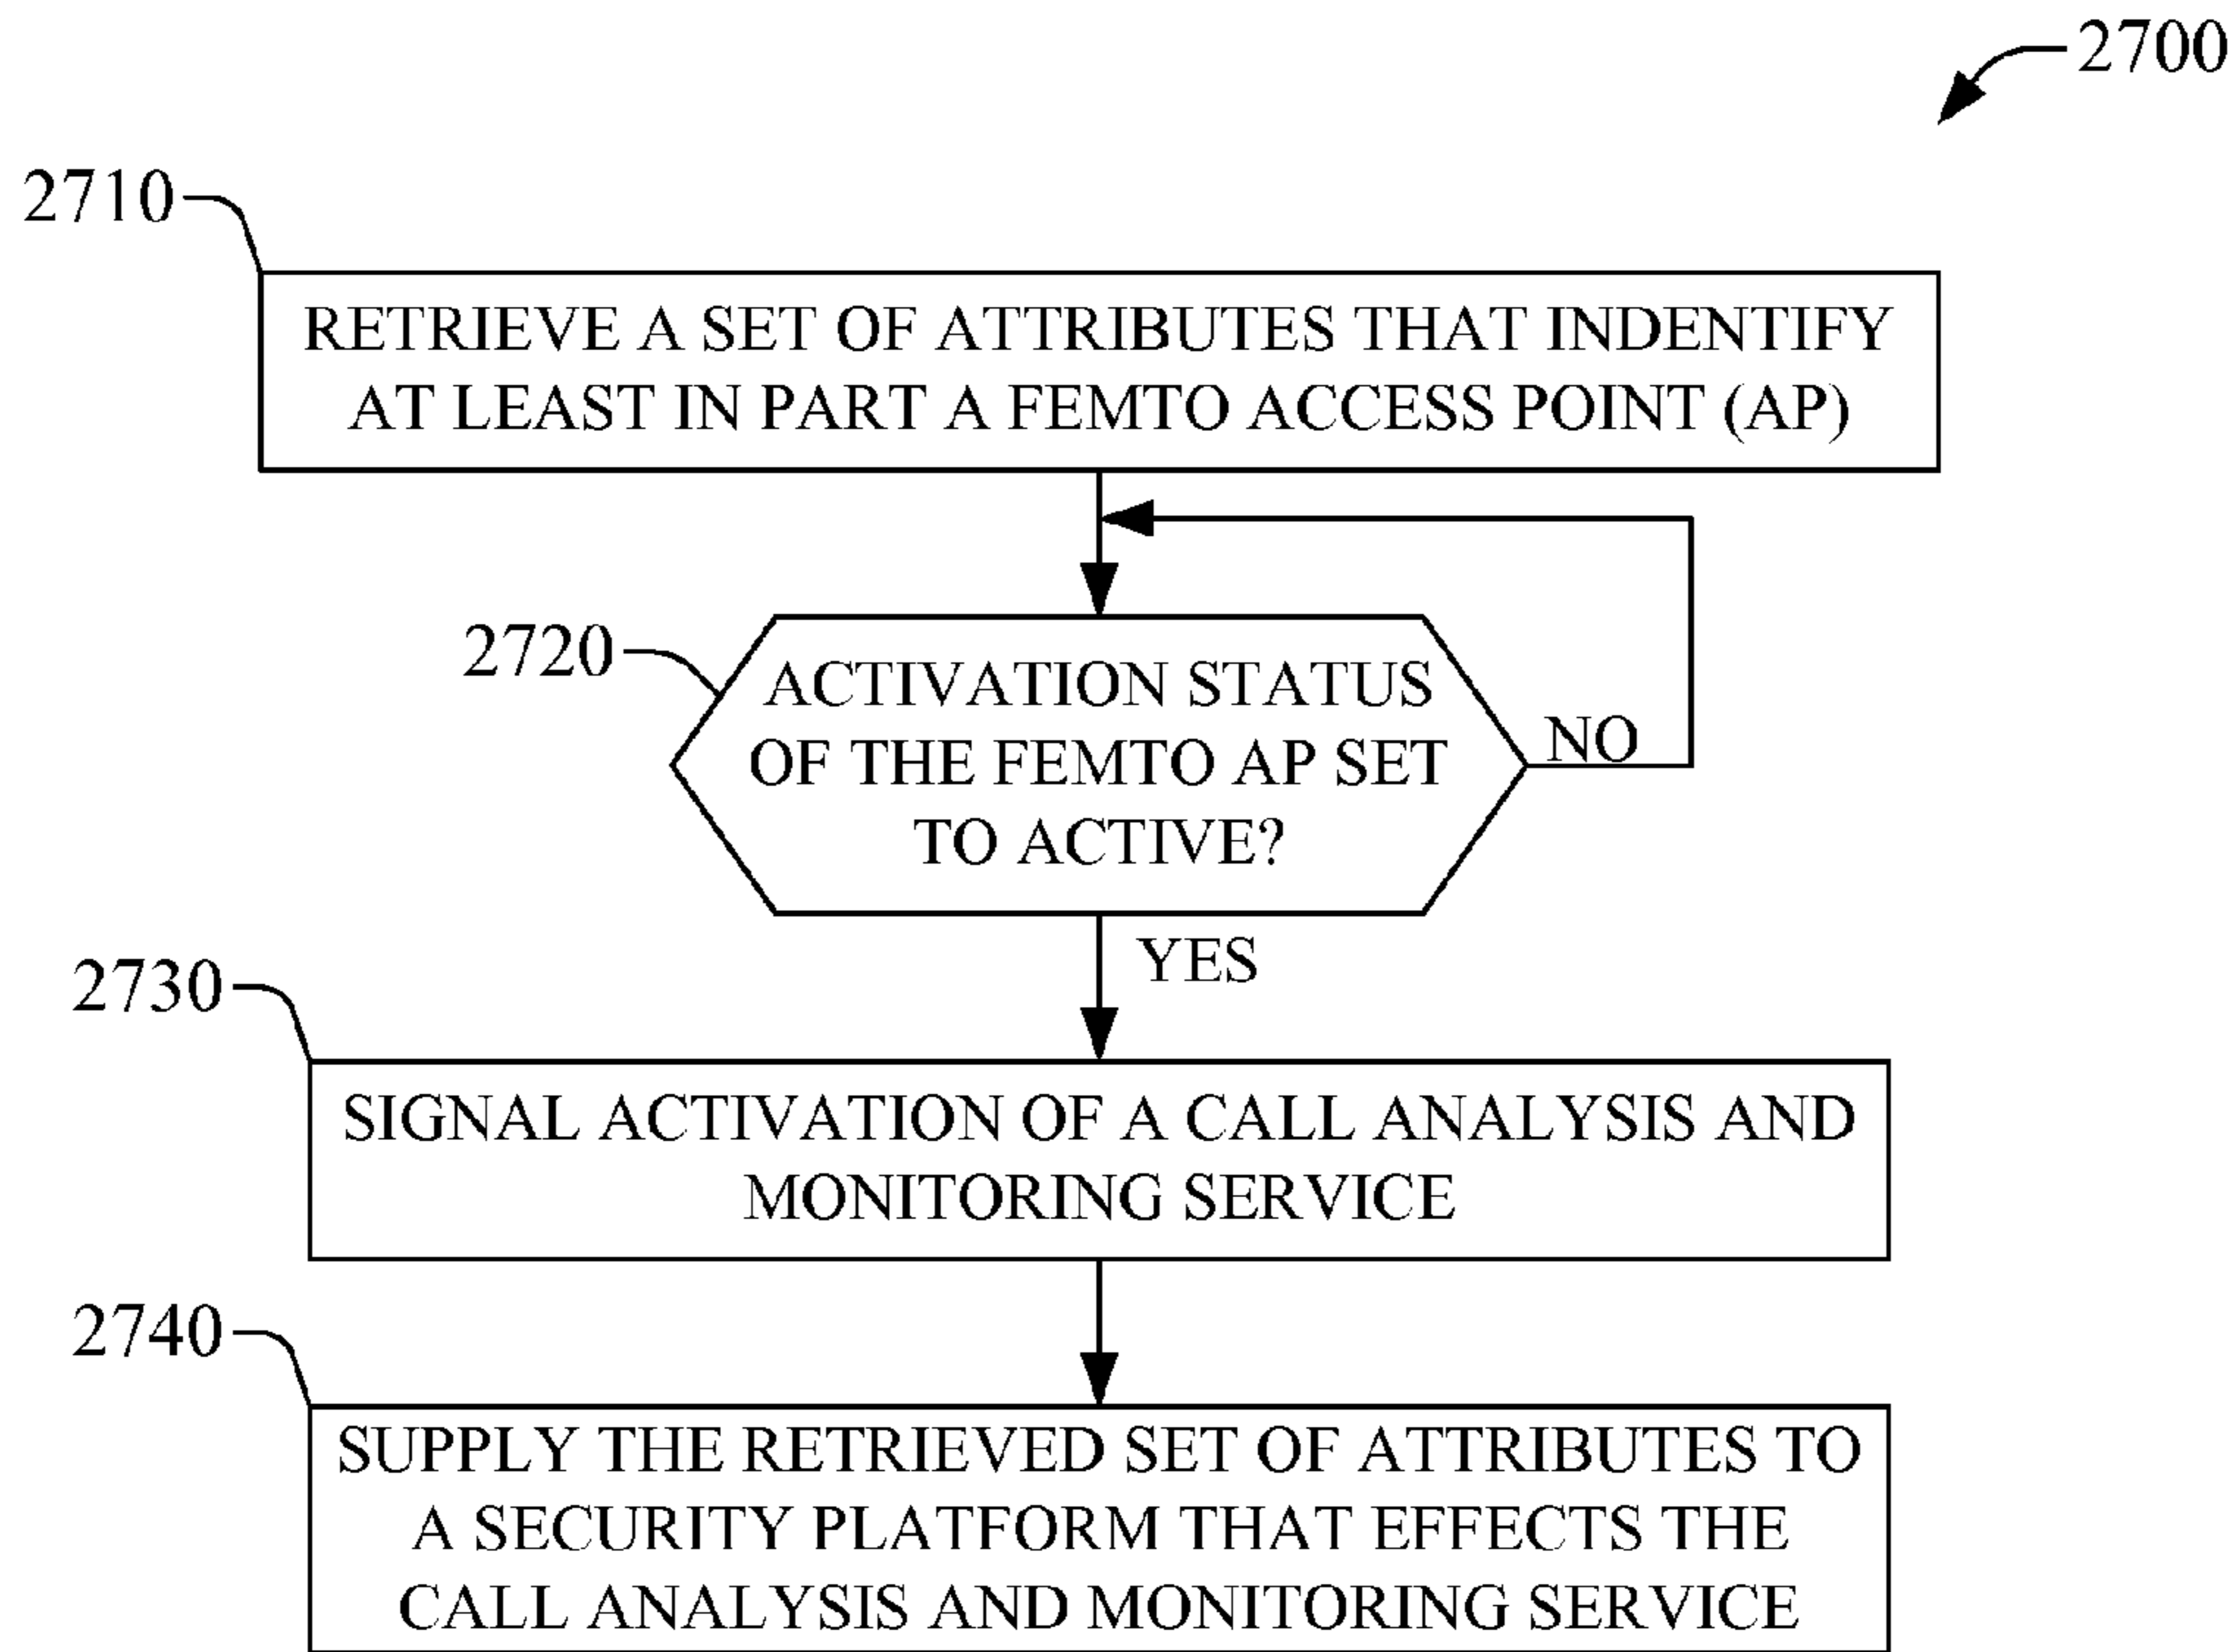 2700
2710
RETRIEVE A SET OF ATTRIBUTES THAT INDENTIFY
AT LEAST IN PART A FEMTO ACCESS POINT (AP)
2720
ACTIVATION STATUS
OF THE FEMTO AP SET
TO ACTIVE?
NO
YES
2730
SIGNAL ACTIVATION OF A CALL ANALYSIS AND
MONITORING SERVICE
2740
SUPPLY THE RETRIEVED SET OF ATTRIBUTES TO
A SECURITY PLATFORM THAT EFFECTS THE
CALL ANALYSIS AND MONITORING SERVICE